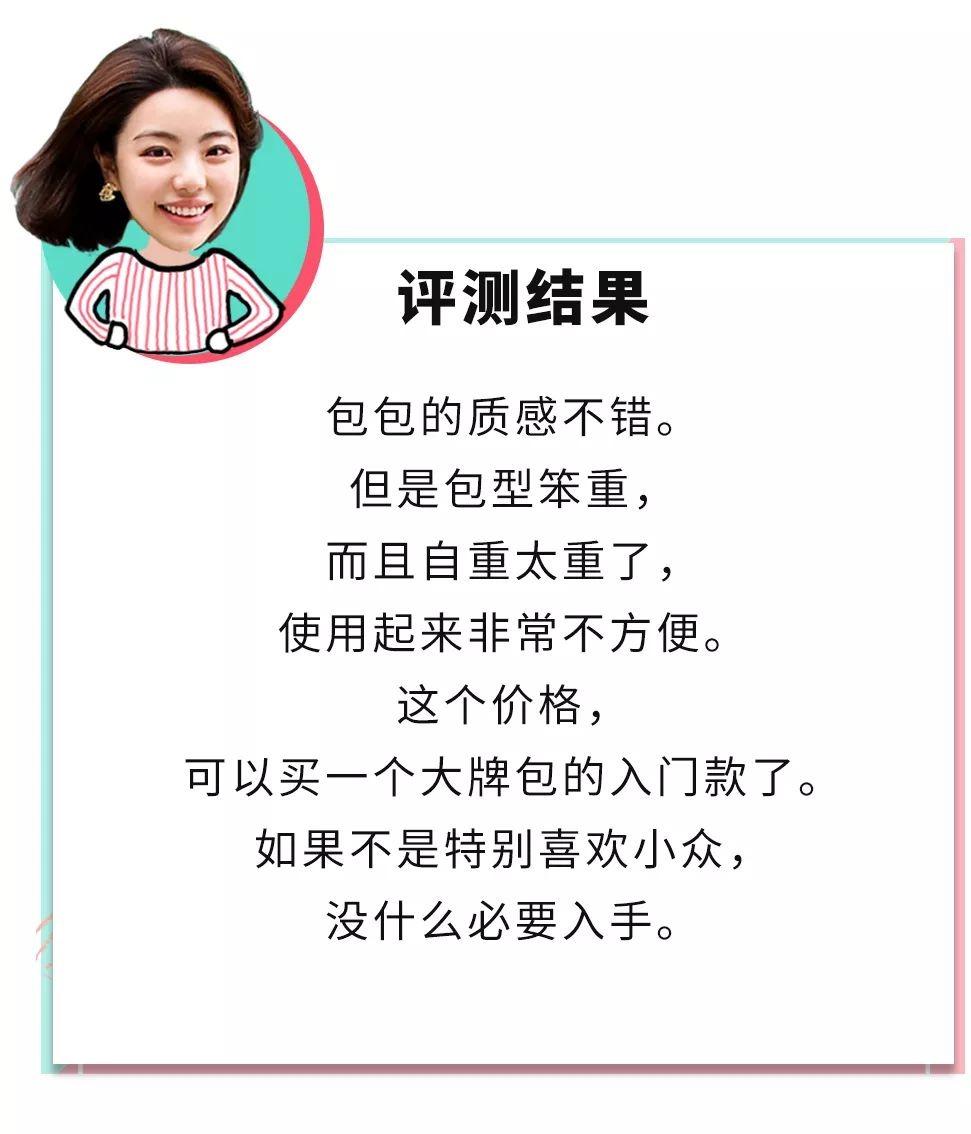 评测结果
包包的质感不错。
但是包型笨重，
而且自重太重了，
使用起来非常不方便。
这个价格，
可以买一个大牌包的入门款了。
如果不是特别喜欢小众，
没什么必要入手。